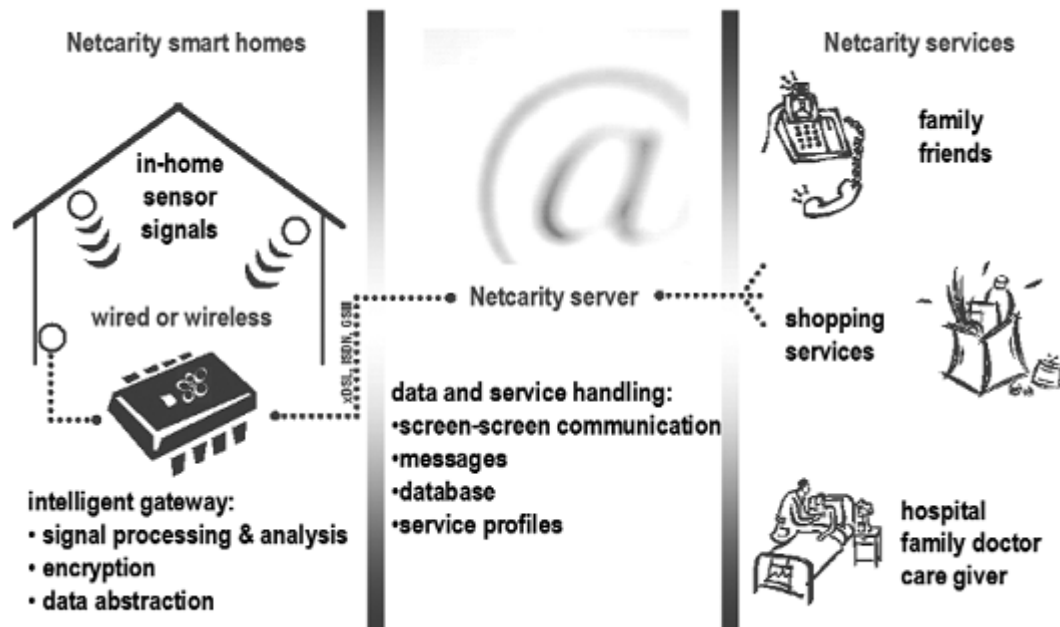 Netcarity smart homes
in-home
sensor
signals
wired or wireless
xDSL, ISDN, GSM
intelligent gateway:
• signal processing & analysis
• encryption
• data abstraction
@
Netcarity server
data and service handling:
•screen-screen communication
•messages
•database
•service profiles
Netcarity services
family
friends
shopping
services
hospital
family doctor
care giver